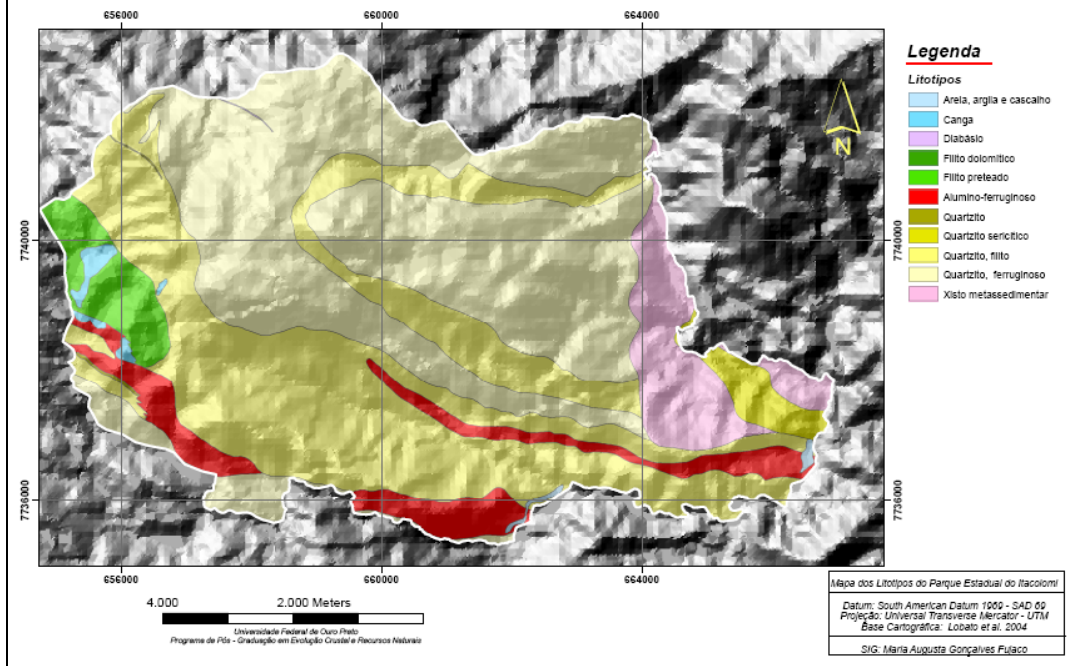 656000 660000 664000
7740000 7740000
7736000 7736000
656000 660000 664000
N
Legenda
Litotipos
Areia, argila e cascalho
Canga
Diabásio
Filito dolomítico
Filito preteado
Alumino-ferruginoso
Quartzito
Quartzito sericítico
Quartzito, filito
Quartzito, ferruginoso
Xisto metassedimentar
4.000 2.000 Meters
Universidade Federal de Ouro Preto
Programa de Pós - Graduação em Evolução Crustal e Recursos Naturais
Mapa dos Litotipos do Parque Estadual do Itacolomi
Datum: South American Datum 1969 - SAD 69
Projeção: Universal Transverse Mercator - UTM
Base Cartográfica: Lobato et al. 2004
SIG: Maria Augusta Gonçalves Fujaco